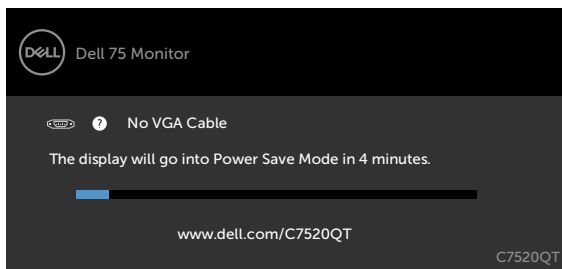 DELL
Dell 75 Monitor
? No VGA Cable
The display will go into Power Save Mode in 4 minutes.
www.dell.com/C7520QT
C7520QT